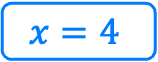 x = 4